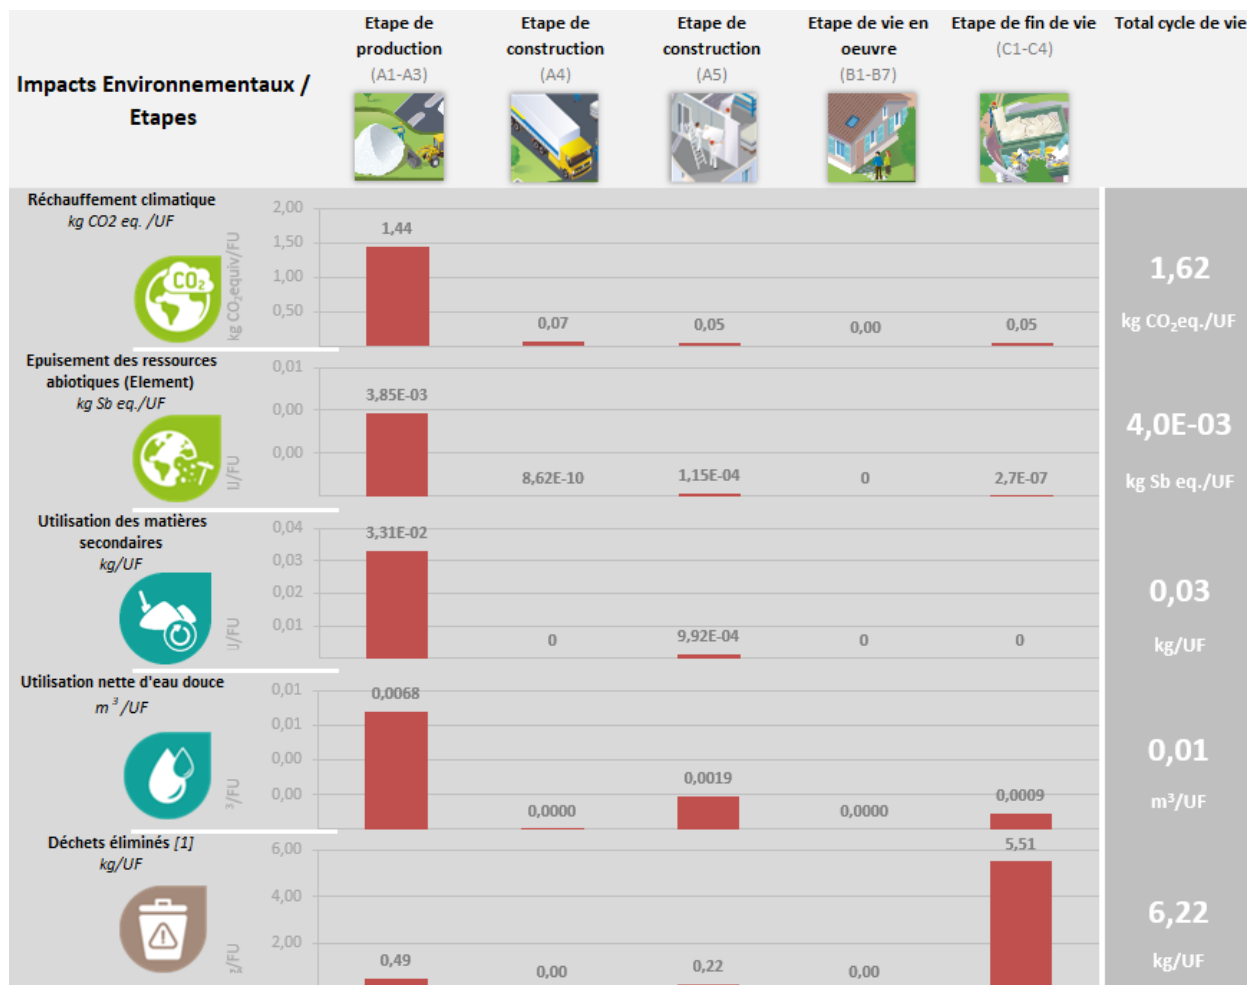 Etape de production (A1-A3)
Etape de construction (A4)
Etape de construction (A5)
Etape de vie en oeuvre (B1-B7)
Etape de fin de vie (C1-C4)
Total cycle de vie
Impacts Environnementaux /
Etapes
Réchauffement climatique
kg CO2 eq. /UF
CO₂
kg CO₂equiv/FU
2,00
1,50
1,00
0,50
1,44
0,07
0,05
0,00
0,05
1,62
kg CO₂eq./UF
Epuisement des ressources
abiotiques (Element)
kg Sb eq./UF
/FU
0,01
0,00
0,00
3,85E-03
8,62E-10
1,15E-04
0
2,7E-07
4,0E-03
kg Sb eq./UF
Utilisation des matières
secondaires
kg/UF
/FU
0,04
0,03
0,02
0,01
3,31E-02
0
9,92E-04
0
0
0,03
kg/UF
Utilisation nette d'eau douce
m ³ /UF
³/FU
0,01
0,01
0,00
0,00
0,0068
0,0000
0,0019
0,0000
0,0009
0,01
m³/UF
Déchets éliminés [1]
kg/UF
/FU
6,00
4,00
2,00
0,49
0,00
0,22
0,00
5,51
6,22
kg/UF